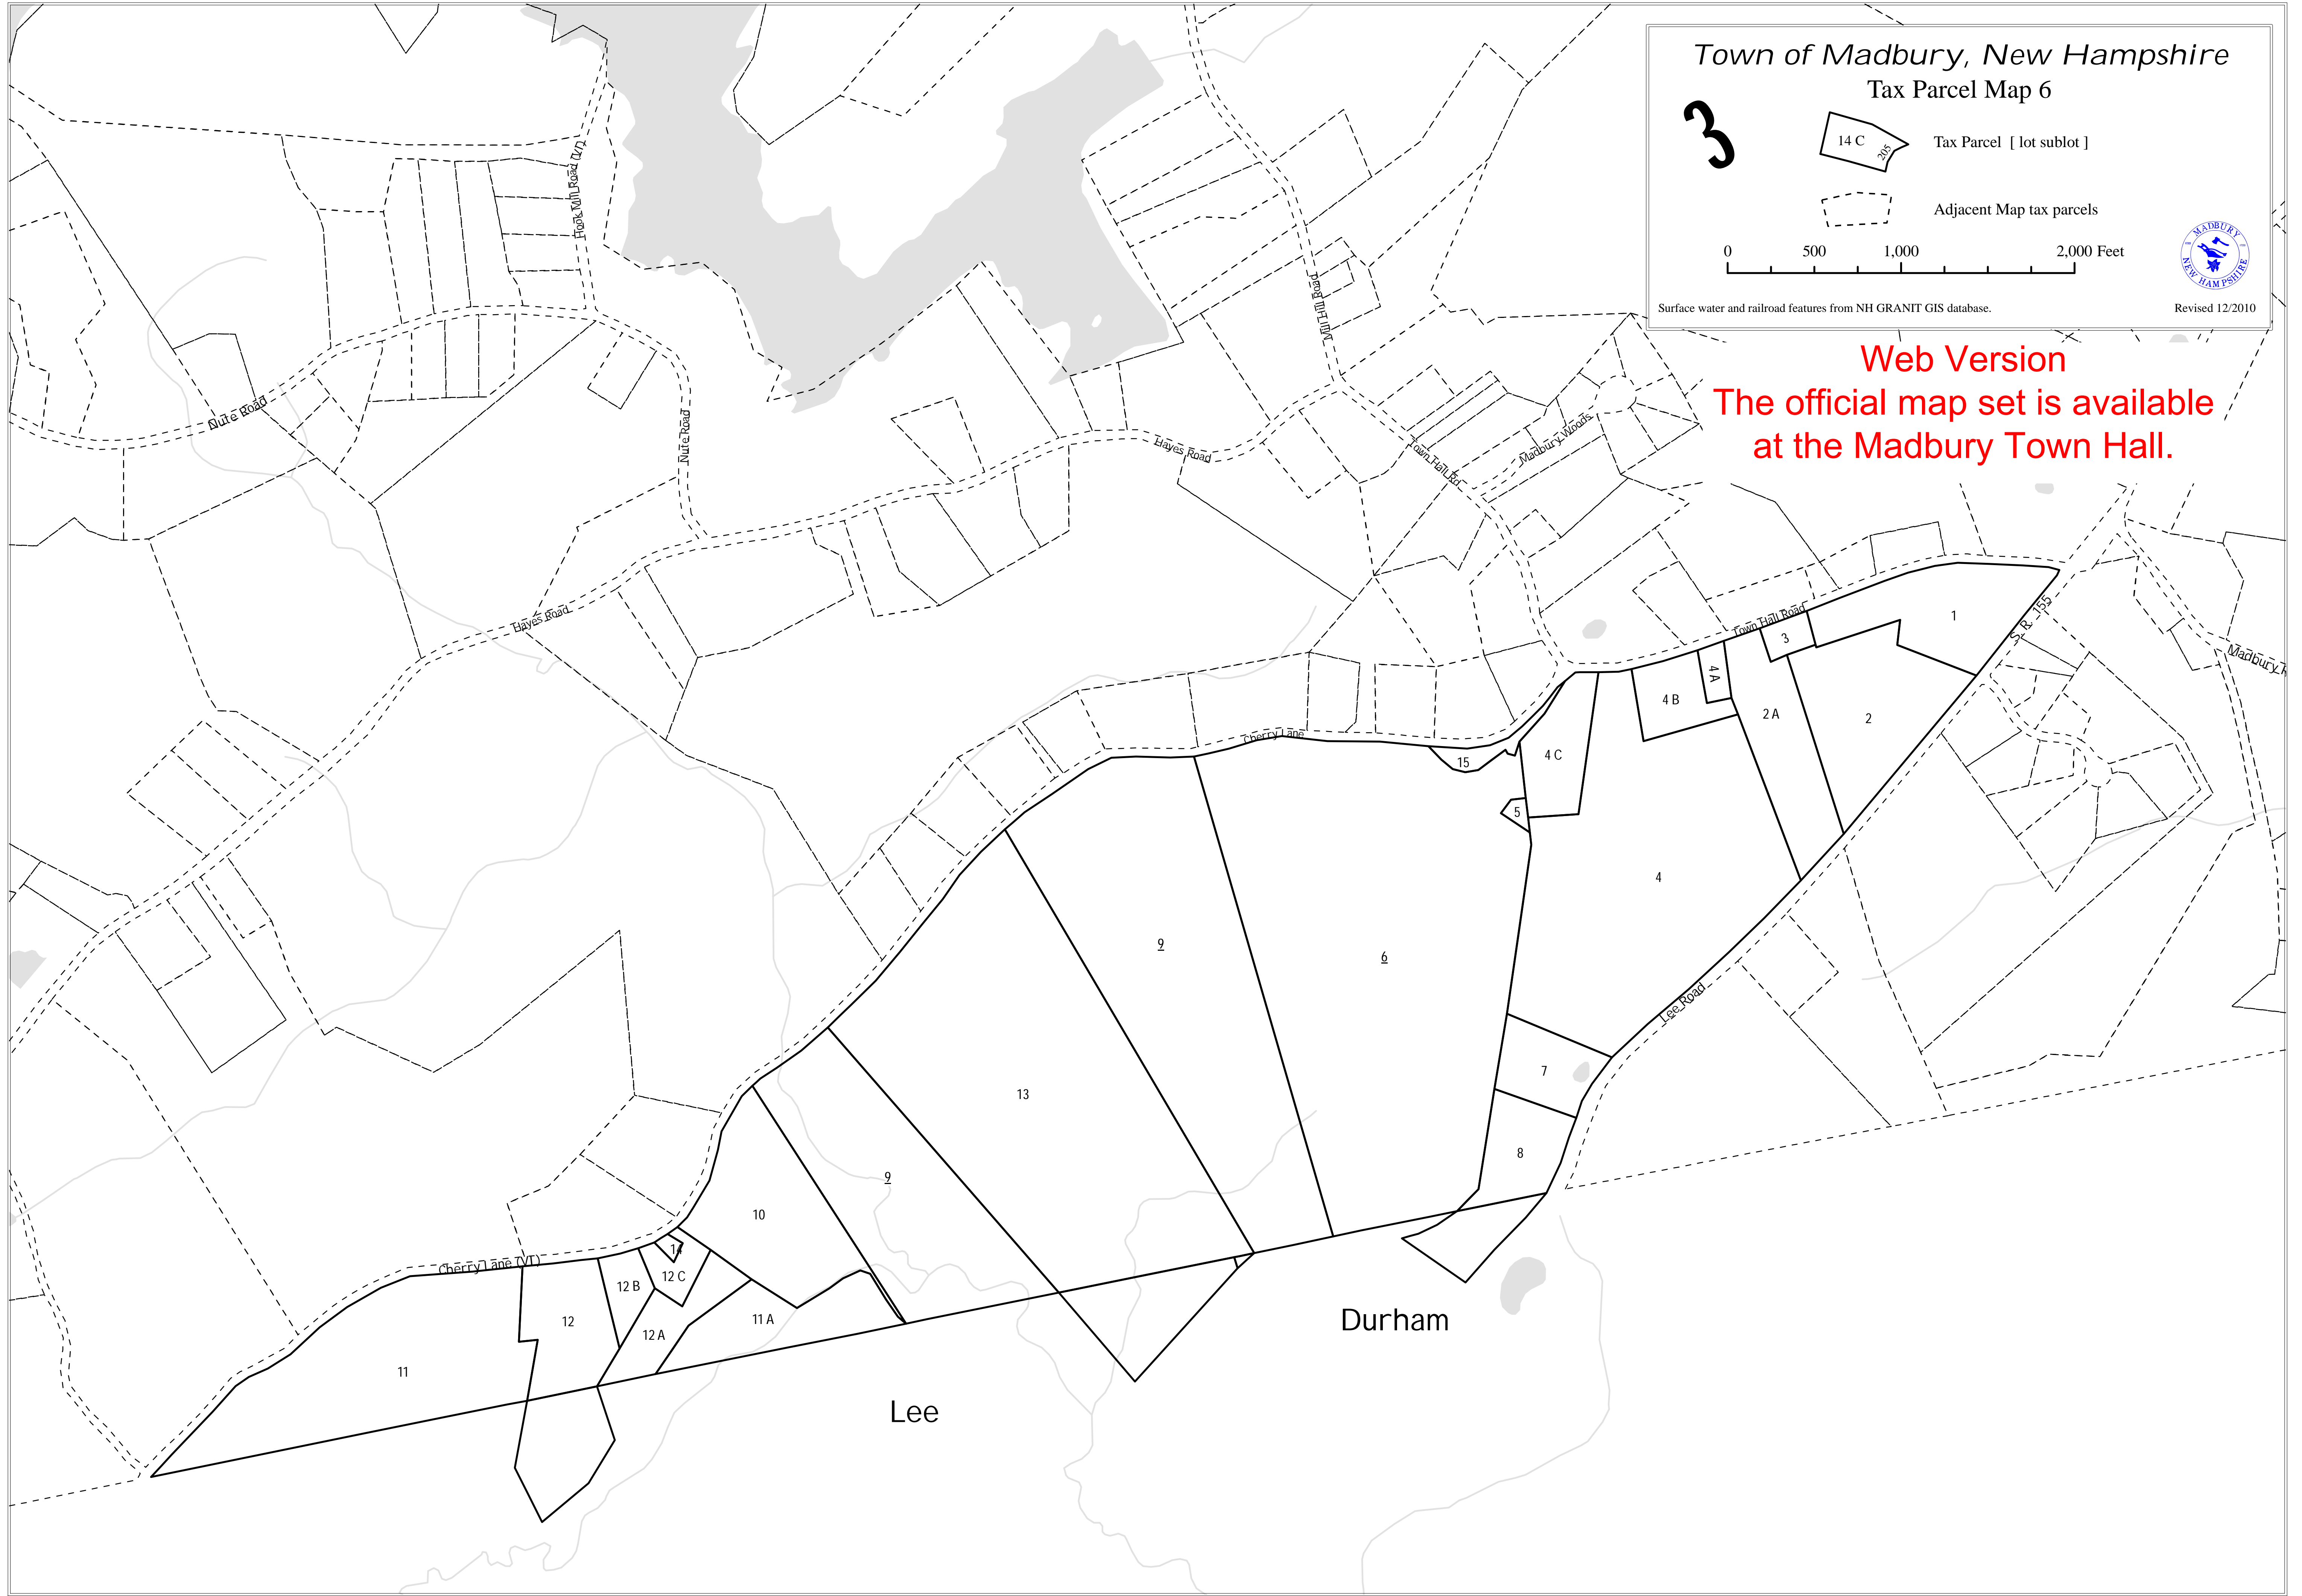 Town of Madbury, New Hampshire
Tax Parcel Map 6
3
14 C
205
Tax Parcel [ lot sublot ]
Adjacent Map tax parcels
0 500 1,000 2,000 Feet
MADBURY
NEW HAMPSHIRE
Surface water and railroad features from NH GRANIT GIS database.
Revised 12/2010
Web Version
The official map set is available
at the Madbury Town Hall.
Hook Mill Road (VI)
Nute Road
Nute Road
Hayes Road
Hayes Road
Mill Hill Road
Town Hall Rd
Madbury Woods
Town Hall Road
S. R. 155
Cherry Lane
Lee Road
Cherry Lane (VI)
1
3
4 A
4 B
2 A
2
4 C
15
5
4
9
6
7
13
8
9
10
14
12 C
12 B
12
12 A
11 A
11
Durham
Lee